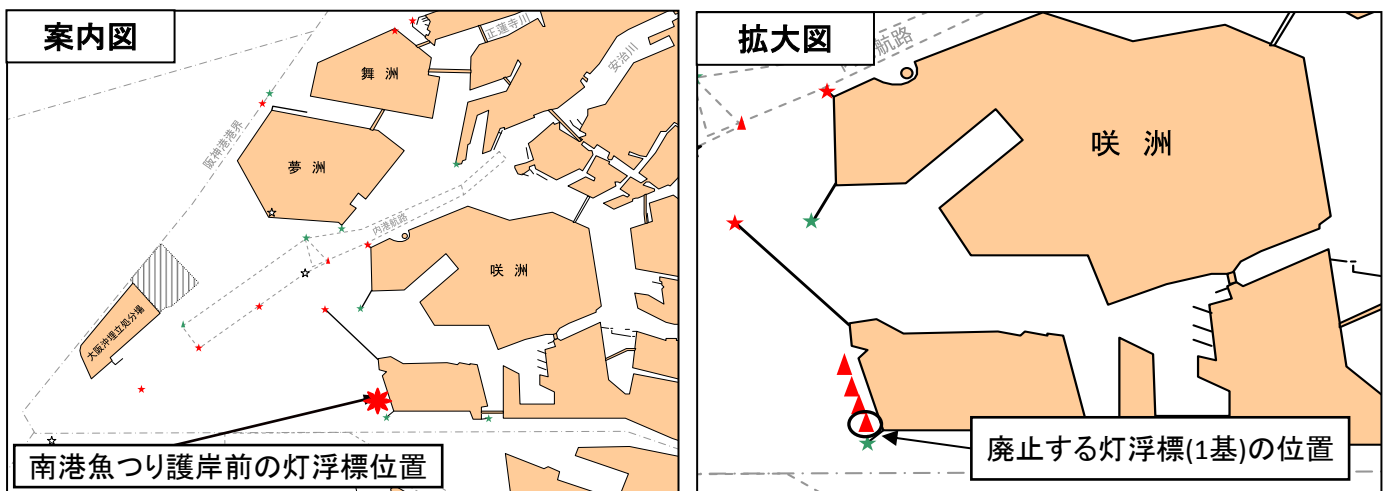 案内図
正蓮寺川
安治川
舞 洲
阪神港港界
夢 洲
内港航路
咲 洲
大阪沖埋立処分場
南港魚つり護岸前の灯浮標位置
拡大図
航路
咲 洲
廃止する灯浮標(1基)の位置